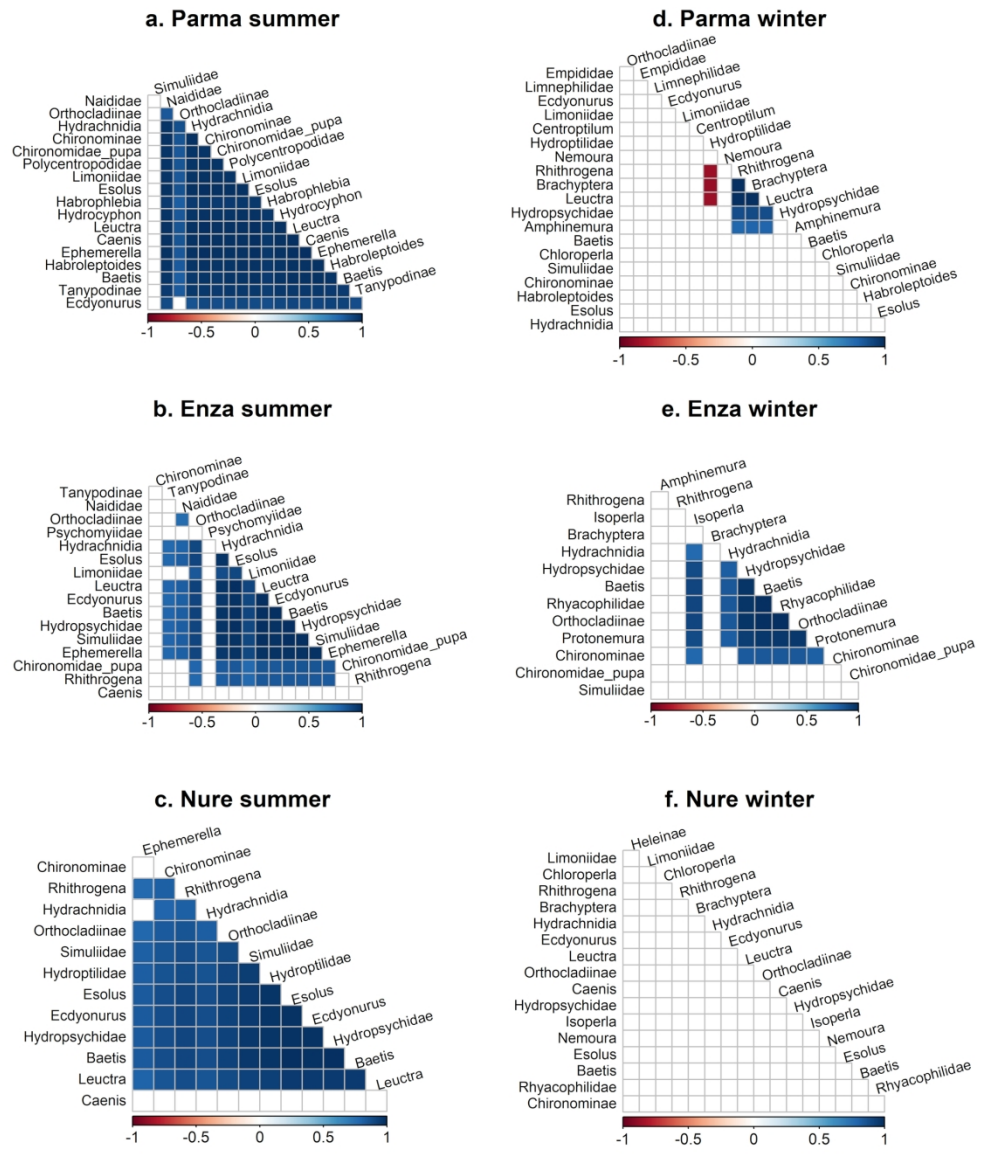 a. Parma summer
Simuliidae
Naididae
Orthocladiinae
Hydrachnidia
Chironominae
Chironomidae_pupa
Polycentropodidae
Limoniidae
Esolus
Habrophlebia
Hydrocyphon
Leuctra
Caenis
Ephemerella
Habroleptoides
Baetis
Tanypodinae
Naididae
Orthocladiinae
Hydrachnidia
Chironominae
Chironomidae_pupa
Polycentropodidae
Limoniidae
Esolus
Habrophlebia
Hydrocyphon
Leuctra
Caenis
Ephemerella
Habroleptoides
Baetis
Tanypodinae
Ecdyonurus
-1 -0.5 0 0.5 1
d. Parma winter
Orthocladiinae
Empididae
Limnephilidae
Ecdyonurus
Limoniidae
Centroptilum
Hydroptilidae
Nemoura
Rhithrogena
Brachyptera
Leuctra
Hydropsychidae
Amphinemura
Baetis
Chloroperla
Simuliidae
Chironominae
Habroleptoides
Esolus
Empididae
Limnephilidae
Ecdyonurus
Limoniidae
Centroptilum
Hydroptilidae
Nemoura
Rhithrogena
Brachyptera
Leuctra
Hydropsychidae
Amphinemura
Baetis
Chloroperla
Simuliidae
Chironominae
Habroleptoides
Esolus
Hydrachnidia
-1 -0.5 0 0.5 1
b. Enza summer
Chironominae
Tanypodinae
Naididae
Orthocladiinae
Psychomyiidae
Hydrachnidia
Esolus
Limoniidae
Leuctra
Ecdyonurus
Baetis
Hydropsychidae
Simuliidae
Ephemerella
Chironomidae_pupa
Rhithrogena
Tanypodinae
Naididae
Orthocladiinae
Psychomyiidae
Hydrachnidia
Esolus
Limoniidae
Leuctra
Ecdyonurus
Baetis
Hydropsychidae
Simuliidae
Ephemerella
Chironomidae_pupa
Rhithrogena
Caenis
-1 -0.5 0 0.5 1
e. Enza winter
Amphinemura
Rhithrogena
Isoperla
Brachyptera
Hydrachnidia
Hydropsychidae
Baetis
Rhyacophilidae
Orthocladiinae
Protonemura
Chironominae
Chironomidae_pupa
Rhithrogena
Isoperla
Brachyptera
Hydrachnidia
Hydropsychidae
Baetis
Rhyacophilidae
Orthocladiinae
Protonemura
Chironominae
Chironomidae_pupa
Simuliidae
-1 -0.5 0 0.5 1
c. Nure summer
Ephemerella
Chironominae
Rhithrogena
Hydrachnidia
Orthocladiinae
Simuliidae
Hydroptilidae
Esolus
Ecdyonurus
Hydropsychidae
Baetis
Leuctra
Chironominae
Rhithrogena
Hydrachnidia
Orthocladiinae
Simuliidae
Hydroptilidae
Esolus
Ecdyonurus
Hydropsychidae
Baetis
Leuctra
Caenis
-1 -0.5 0 0.5 1
f. Nure winter
Heleinae
Limoniidae
Chloroperla
Rhithrogena
Brachyptera
Hydrachnidia
Ecdyonurus
Leuctra
Orthocladiinae
Caenis
Hydropsychidae
Isoperla
Nemoura
Esolus
Baetis
Rhyacophilidae
Limoniidae
Chloroperla
Rhithrogena
Brachyptera
Hydrachnidia
Ecdyonurus
Leuctra
Orthocladiinae
Caenis
Hydropsychidae
Isoperla
Nemoura
Esolus
Baetis
Rhyacophilidae
Chironominae
-1 -0.5 0 0.5 1